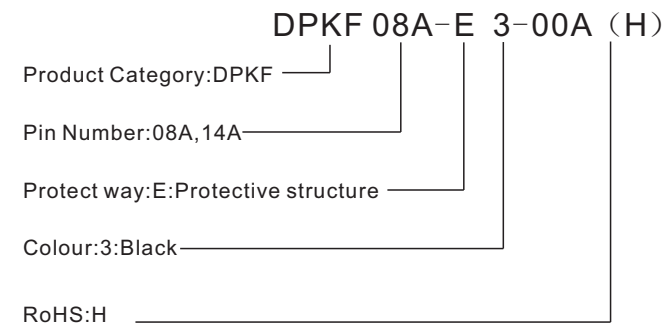 DPKF 08A-E 3-00A（H）
Product Category:DPKF
Pin Number:08A,14A
Protect way:E:Protective structure
Colour:3:Black
RoHS:H